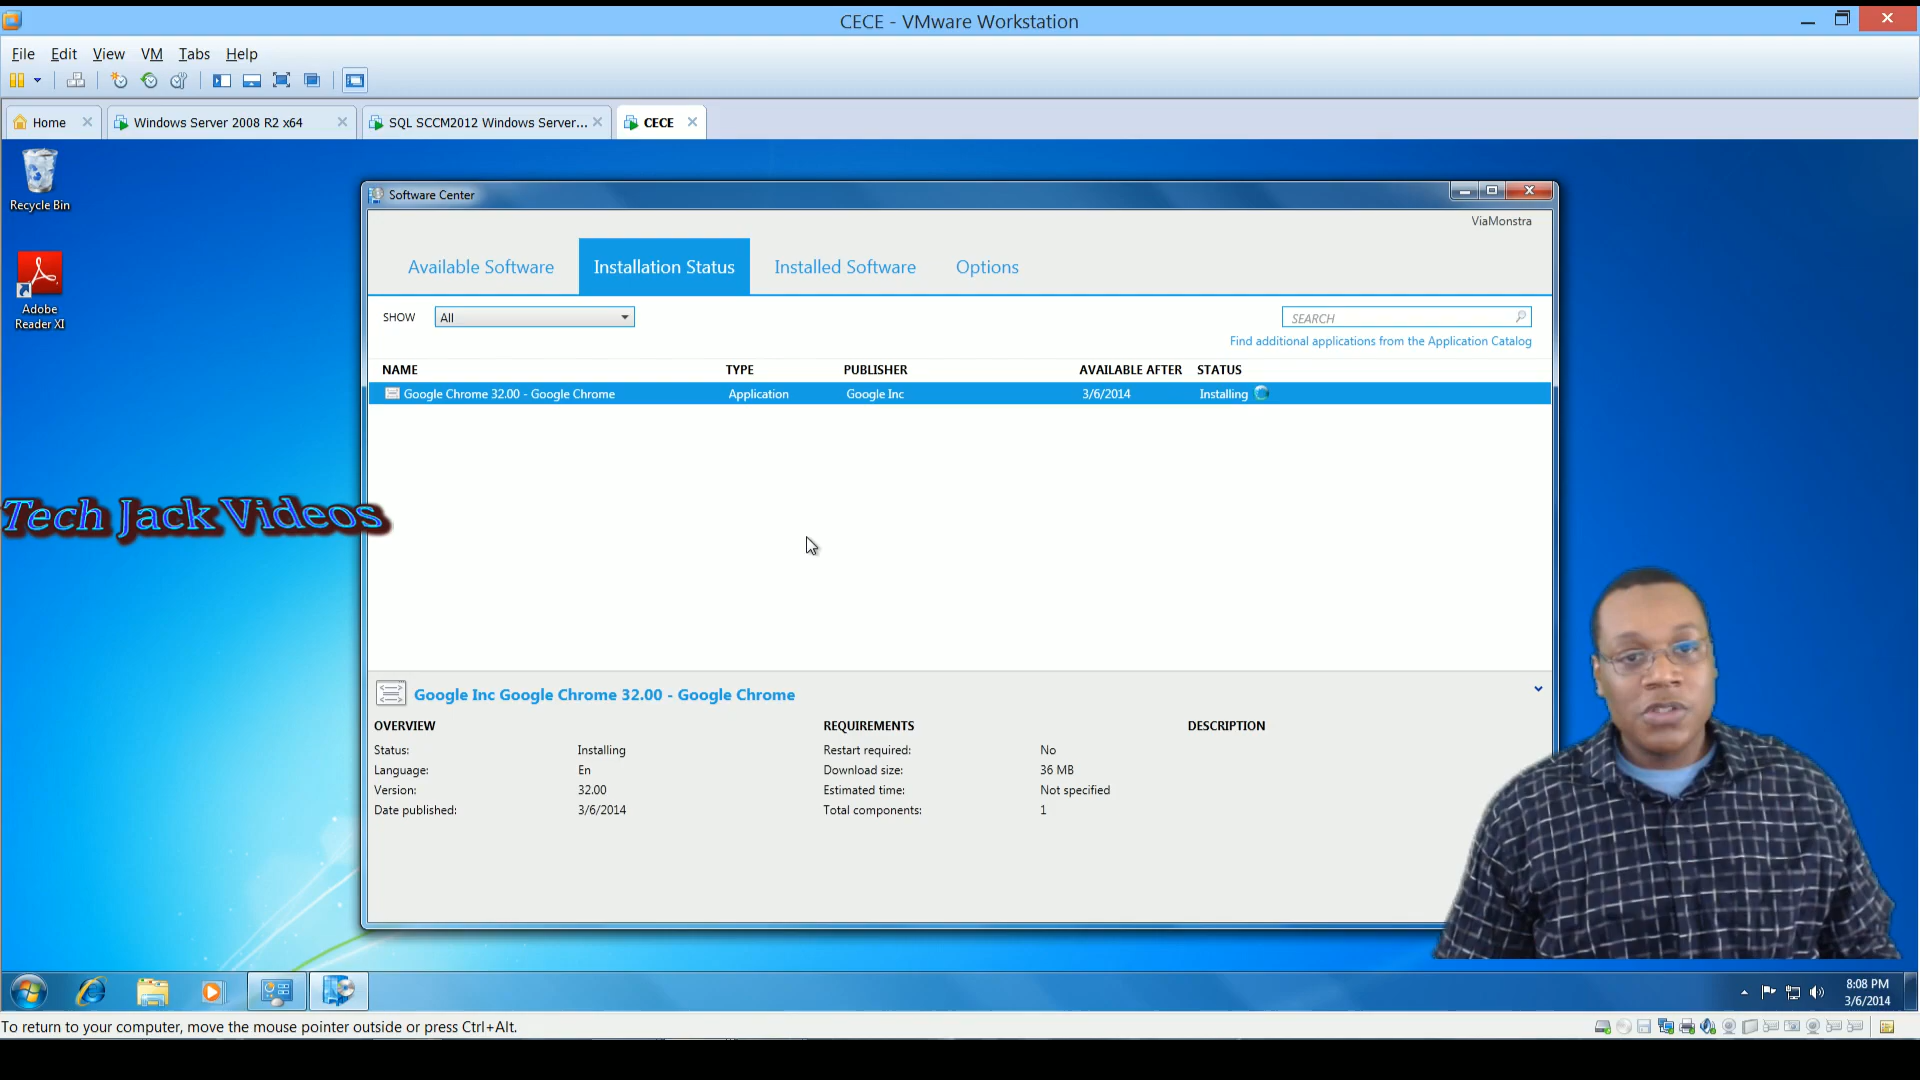 CECE - VMware Workstation
File Edit View VM Tabs Help
Home Windows Server 2008 R2 x64 SQL SCCM2012 Windows Server... CECE
Recycle Bin
Adobe
Reader XI
Software Center
ViaMonstra
Available Software Installation Status Installed Software Options
SHOW All SEARCH
Find additional applications from the Application Catalog
NAME TYPE PUBLISHER AVAILABLE AFTER STATUS
Google Chrome 32.00 - Google Chrome Application Google Inc 3/6/2014 Installing
Tech Jack Videos
Google Inc Google Chrome 32.00 - Google Chrome
OVERVIEW REQUIREMENTS DESCRIPTION
Status: Installing Restart required: No
Language: En Download size: 36 MB
Version: 32.00 Estimated time: Not specified
Date published: 3/6/2014 Total components: 1
8:08 PM
3/6/2014
To return to your computer, move the mouse pointer outside or press Ctrl+Alt.